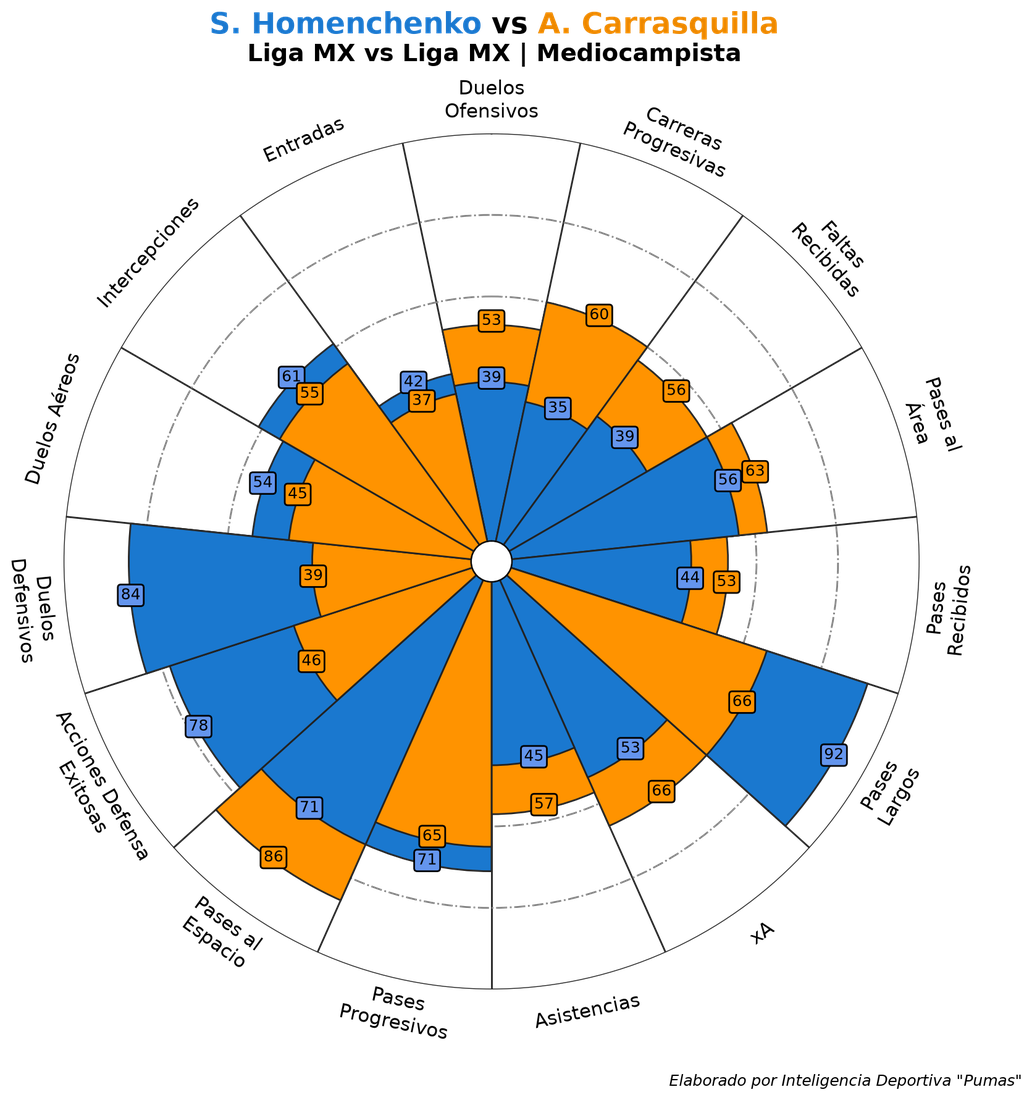 S. Homenchenko vs A. Carrasquilla
Liga MX vs Liga MX | Mediocampista
Duelos
Ofensivos
53
39
Carreras
Progresivas
60
35
Faltas
Recibidas
56
39
Pases al
Área
56
63
Pases
Recibidos
44
53
Pases
Largos
66
92
xA
53
66
Asistencias
45
57
Pases
Progresivos
65
71
Pases al
Espacio
71
86
Acciones Defensa
Exitosas
46
78
Duelos
Defensivos
39
84
Duelos Aéreos
54
45
Intercepciones
61
55
Entradas
42
37
Elaborado por Inteligencia Deportiva "Pumas"